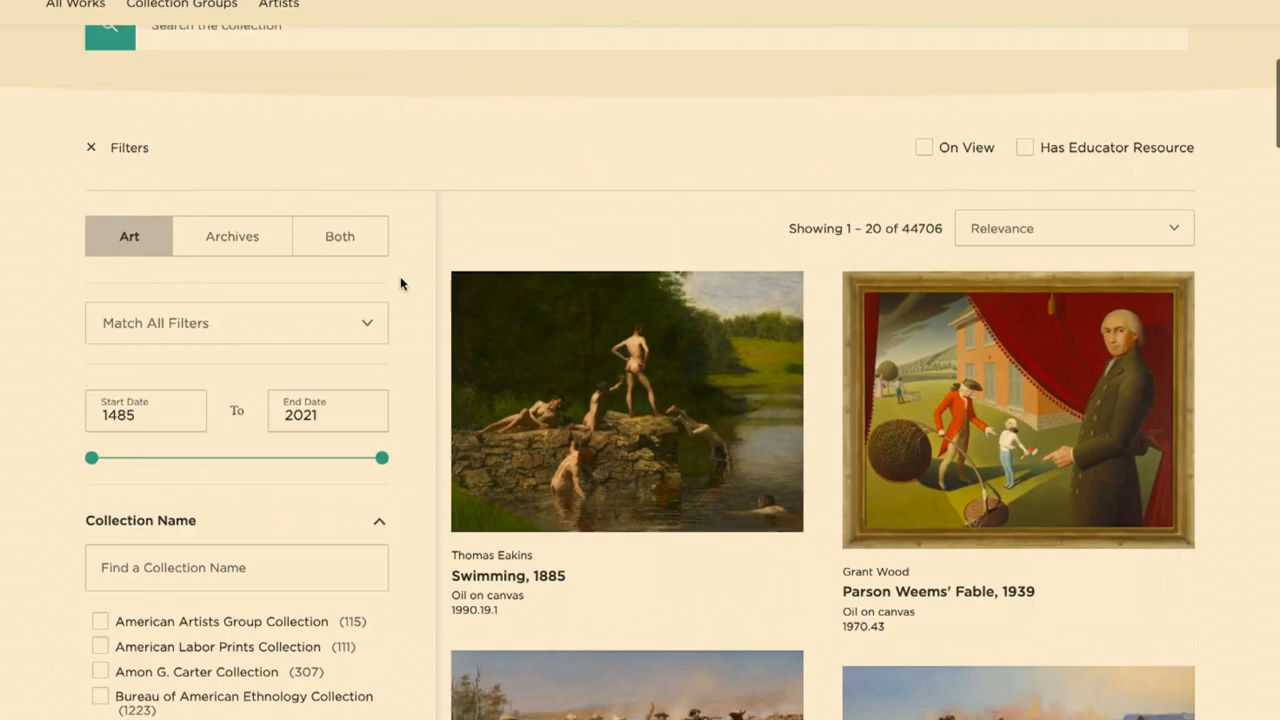 All Works Collection Groups Artists
Search the collection
× Filters
On View Has Educator Resource
Art Archives Both
Showing 1 – 20 of 44706 Relevance
Match All Filters
Start Date
1485
To
End Date
2021
Collection Name
Find a Collection Name
American Artists Group Collection (115)
American Labor Prints Collection (111)
Amon G. Carter Collection (307)
Bureau of American Ethnology Collection
(1223)
Thomas Eakins
Swimming, 1885
Oil on canvas
1990.19.1
Grant Wood
Parson Weems' Fable, 1939
Oil on canvas
1970.43